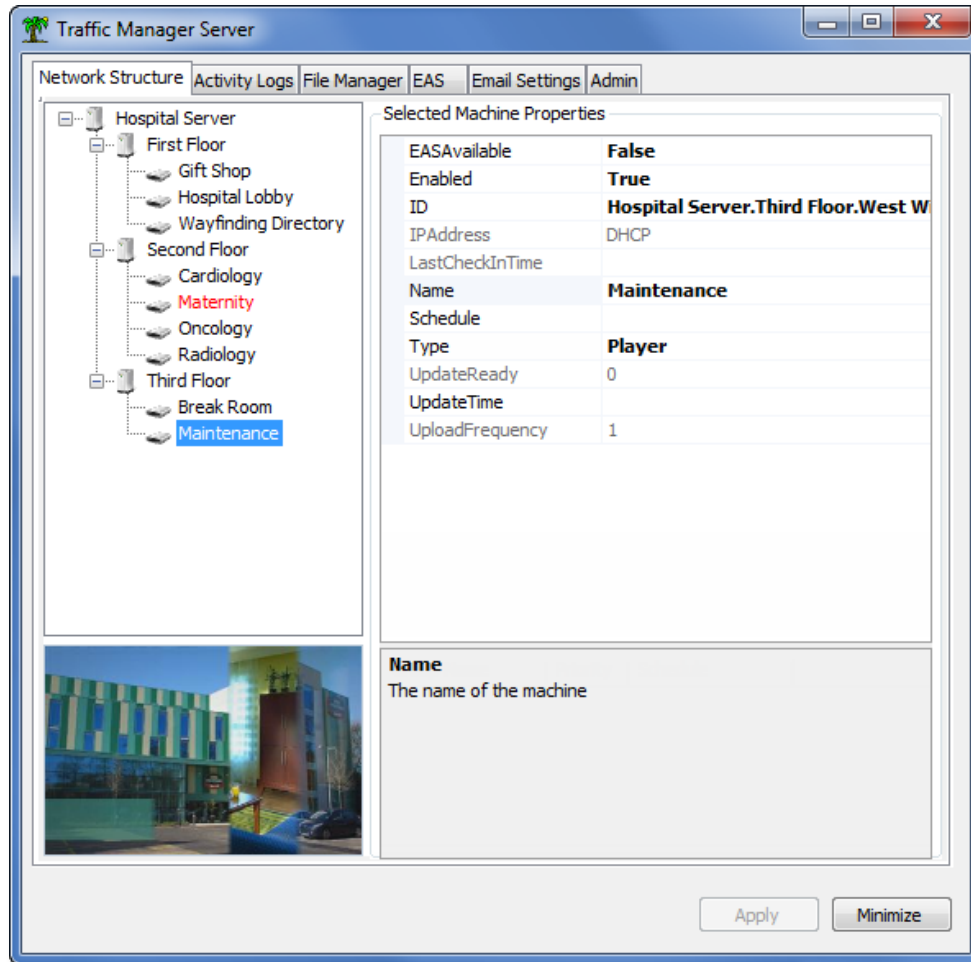 Traffic Manager Server
Network Structure Activity Logs File Manager EAS Email Settings Admin
Hospital Server
First Floor
Gift Shop
Hospital Lobby
Wayfinding Directory
Second Floor
Cardiology
Maternity
Oncology
Radiology
Third Floor
Break Room
Maintenance
Selected Machine Properties
EASAvailable False
Enabled True
ID Hospital Server.Third Floor.West Wi
IPAddress DHCP
LastCheckInTime
Name Maintenance
Schedule
Type Player
UpdateReady 0
UpdateTime
UploadFrequency 1
Name
The name of the machine
Apply Minimize